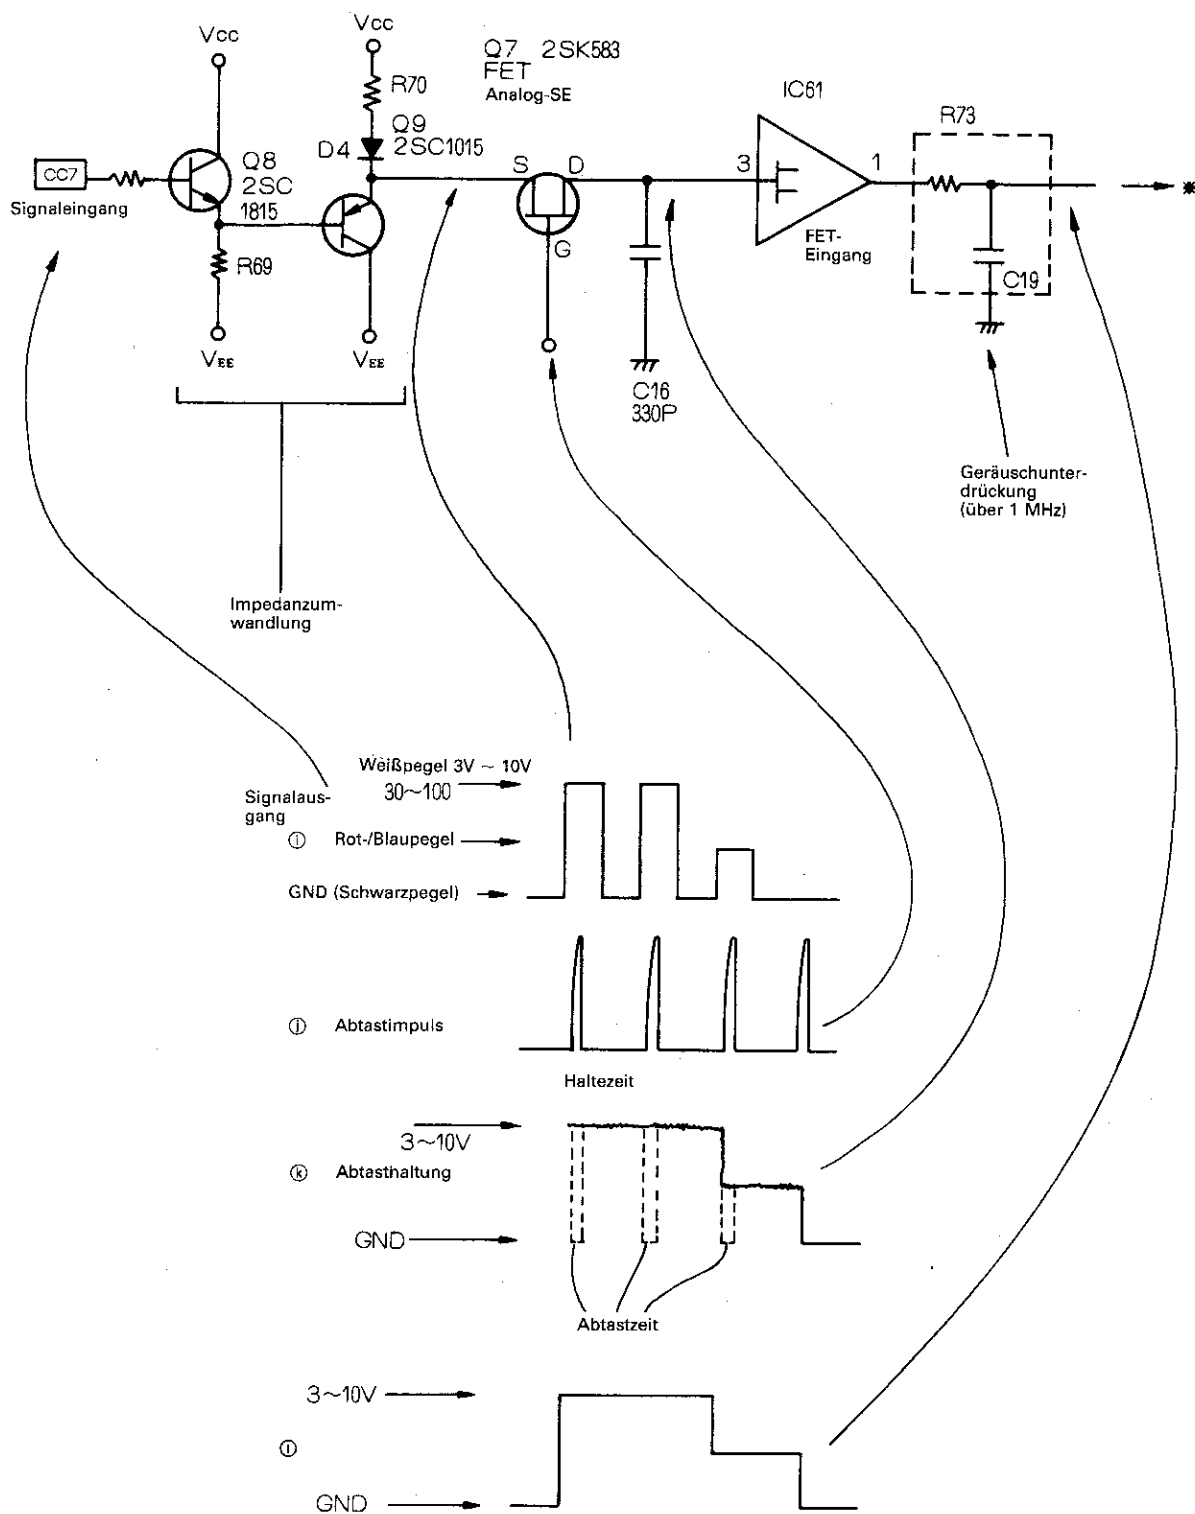 Vcc
Vcc
Q7 2SK583
FET
Analog-SE
R70
IC61
R73
Q9
2SC1015
D4
CC7
Signaleingang
Q8
2SC
1815
S
D
G
3
1
*
FET-
Eingang
R69
C19
VEE
VEE
C16
330P
Geräuschunter-
drückung
(über 1 MHz)
Impedanzum-
wandlung
Weißpegel 3V ~ 10V
30~100
Signalaus-
gang
ⓘ Rot-/Blaupegel
GND (Schwarzpegel)
ⓙ Abtastimpuls
Haltezeit
3~10V
ⓚ Abtasthaltung
GND
Abtastzeit
3~10V
ⓛ
GND